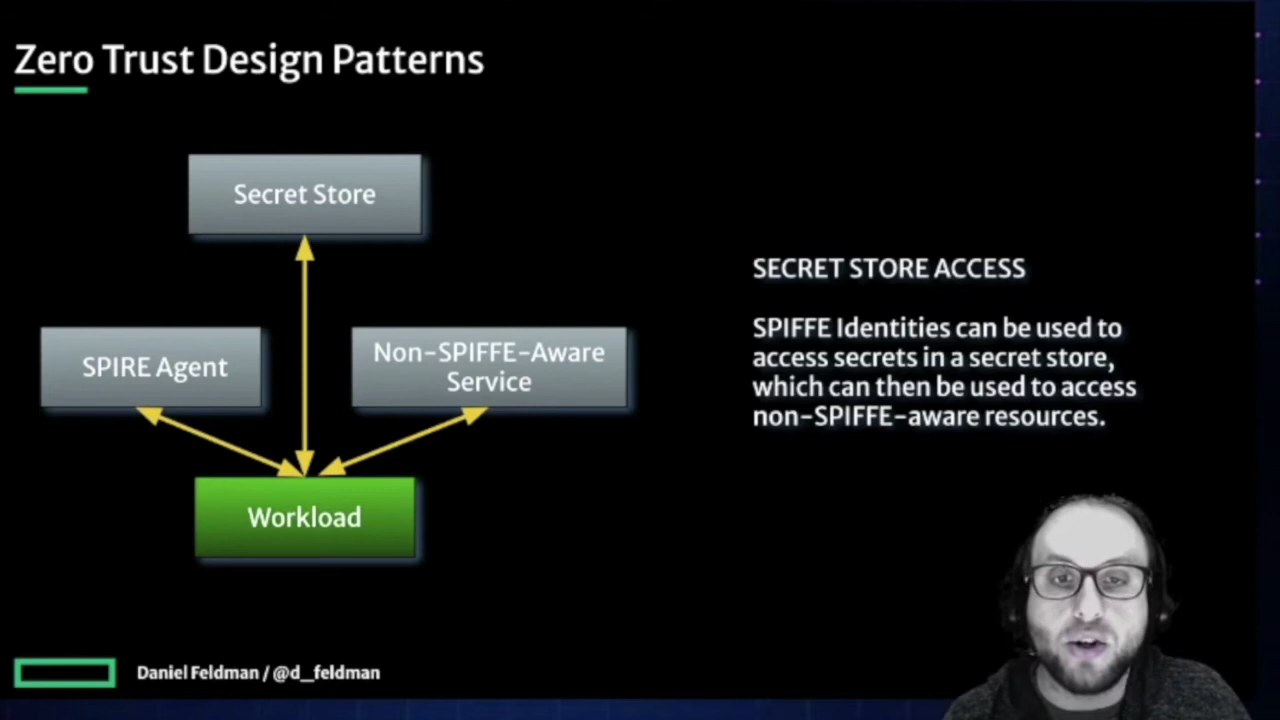 Zero Trust Design Patterns
Secret Store
SPIRE Agent
Non-SPIFFE-Aware
Service
Workload
SECRET STORE ACCESS
SPIFFE Identities can be used to
access secrets in a secret store,
which can then be used to access
non-SPIFFE-aware resources.
Daniel Feldman / @d_feldman